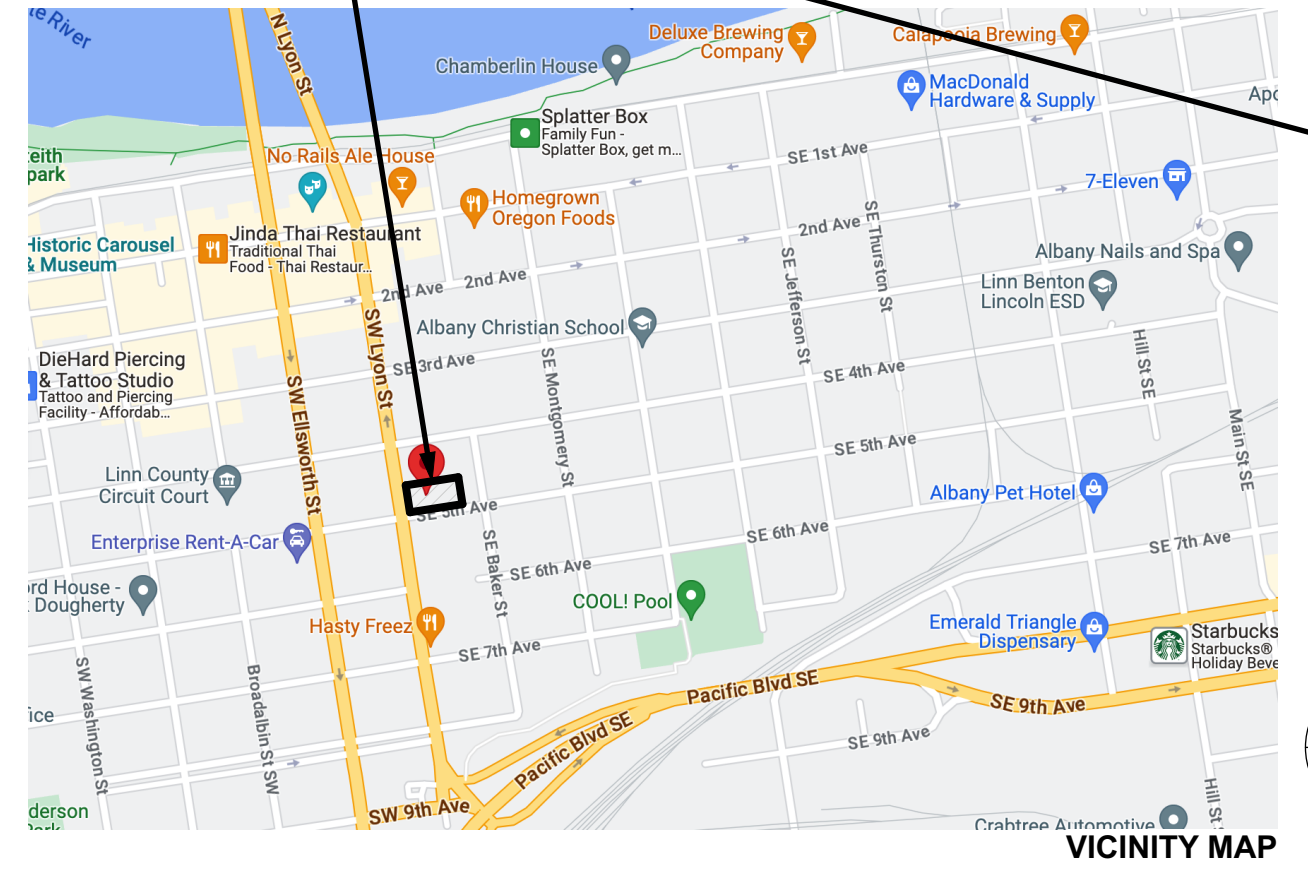 te River
N Lyon St
Deluxe Brewing
Company
Calapooia Brewing
Chamberlin House
MacDonald
Hardware & Supply
Splatter Box
Family Fun -
Splatter Box, get m...
No Rails Ale House
SE 1st Ave
eith
park
7-Eleven
Homegrown
Oregon Foods
SE Thurston St
2nd Ave
Jinda Thai Restaurant
Traditional Thai
Food - Thai Restaur...
Historic Carousel
& Museum
Albany Nails and Spa
SE Jefferson St
Linn Benton
Lincoln ESD
2nd Ave
2nd Ave
SW Lyon St
Albany Christian School
Hill St SE
SE 3rd Ave
SE Montgomery St
DieHard Piercing
& Tattoo Studio
Tattoo and Piercing
Facility - Affordab...
SE 4th Ave
SW Ellsworth St
Main St SE
SE 5th Ave
Linn County
Circuit Court
Albany Pet Hotel
SE 5th Ave
Enterprise Rent-A-Car
SE Baker St
SE 6th Ave
SE 7th Ave
SE 6th Ave
ord House -
Dougherty
COOL! Pool
Hasty Freez
Emerald Triangle
Dispensary
Starbucks
Starbucks®
Holiday Beve
SE 7th Ave
SW Washington St
Broadalbin St SW
Pacific Blvd SE
SE 9th Ave
fice
Pacific Blvd SE
SE 9th Ave
Hill St
SW 9th Ave
derson
Park
Crabtree Automotive
VICINITY MAP